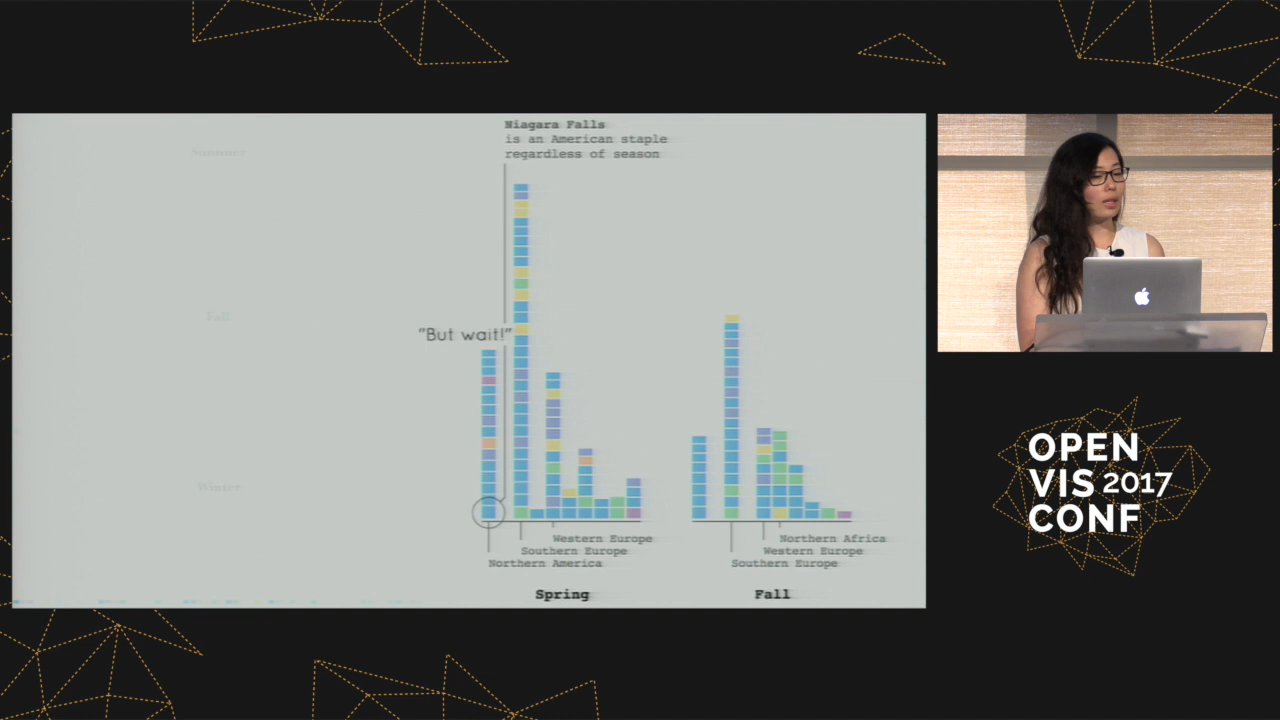 Summer
Fall
Winter
Niagara Falls
is an American staple
regardless of season
"But wait!"
Western Europe
Southern Europe
Northern America
Spring
Northern Africa
Western Europe
Southern Europe
Fall
OPEN
VIS 2017
CONF